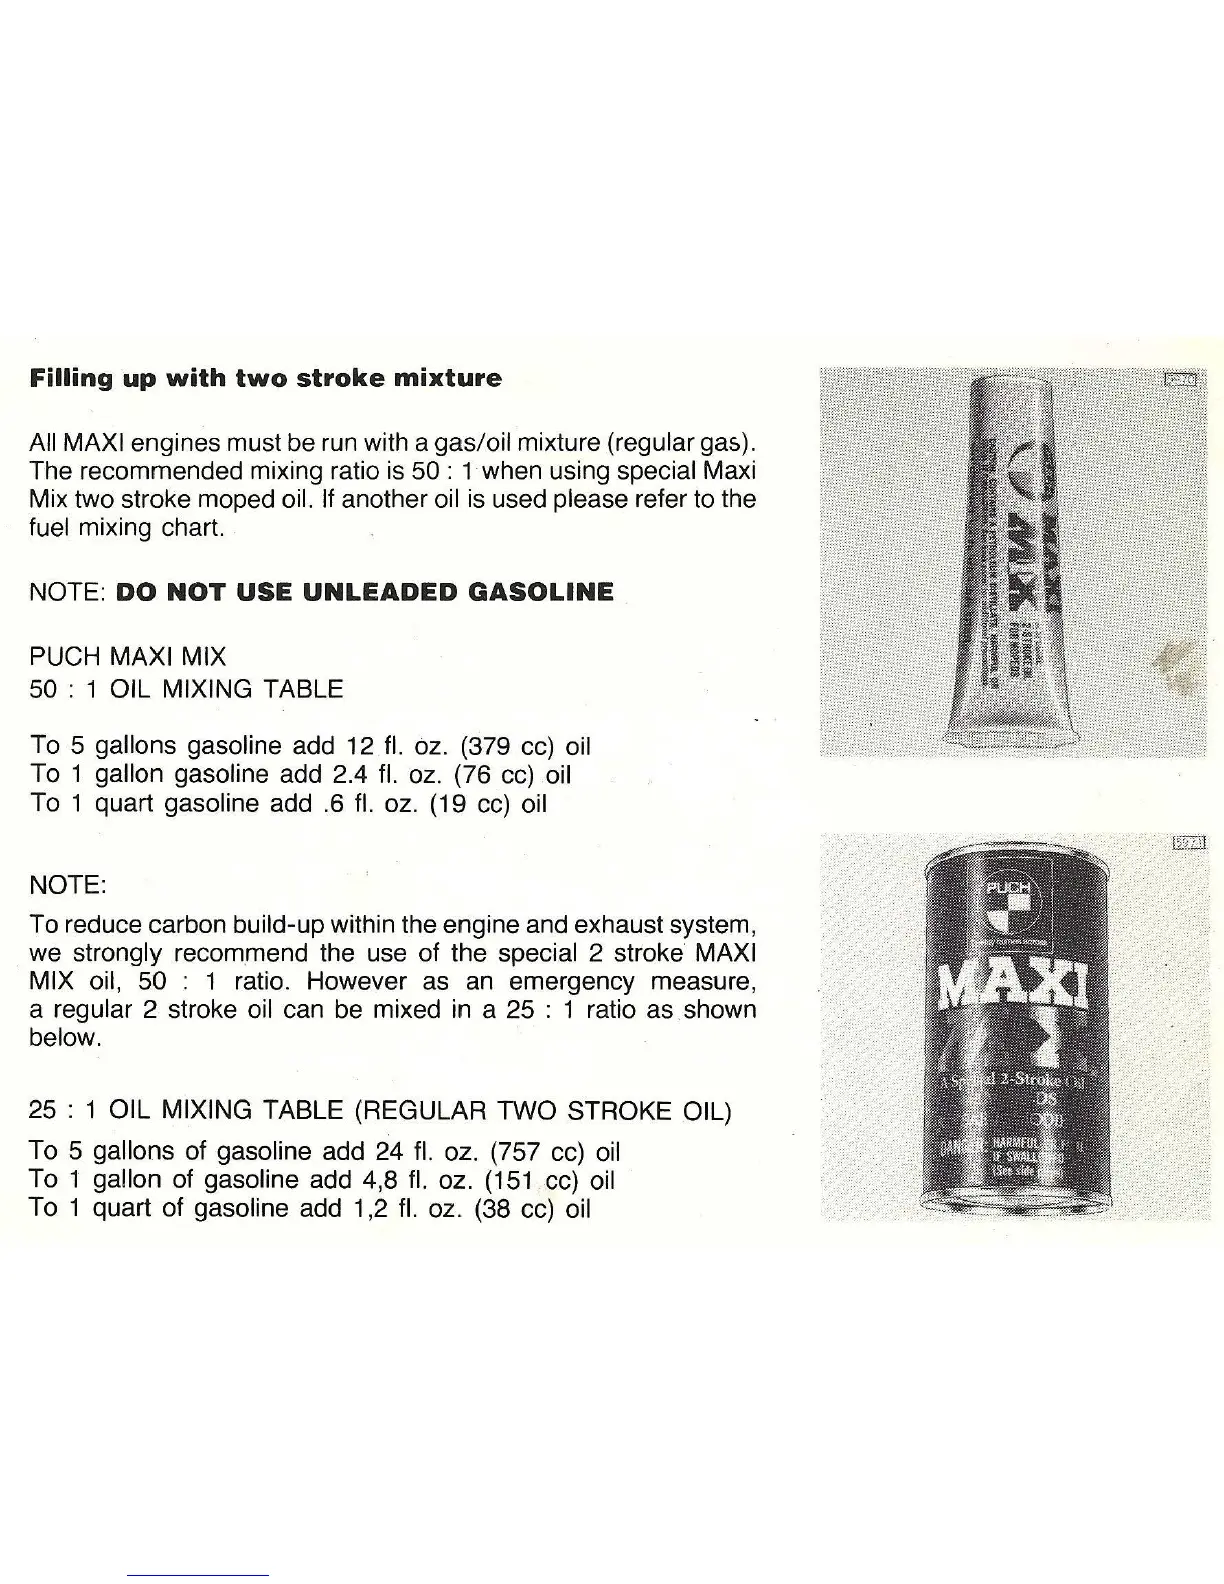 Filling up with two stroke mixture
All MAXI engines must be run with a gas/oil mixture (regular gas).
The recommended mixing ratio is 50 : 1 when using special Maxi
Mix two stroke moped oil. If another oil is used please refer to the
fuel mixing chart.
NOTE: DO NOT USE UNLEADED GASOLINE
PUCH MAXI MIX
50 : 1 OIL MIXING TABLE
To 5 gallons gasoline add 12 fl. oz. (379 cc) oil
To 1 gallon gasoline add 2.4 fl. oz. (76 cc) oil
To 1 quart gasoline add .6 fl. oz. (19 cc) oil
NOTE:
To reduce carbon build-up within the engine and exhaust system,
we strongly recommend the use of the special 2 stroke MAXI
MIX oil, 50 : 1 ratio. However as an emergency measure,
a regular 2 stroke oil can be mixed in a 25 : 1 ratio as shown
below.
25 : 1 OIL MIXING TABLE (REGULAR TWO STROKE OIL)
To 5 gallons of gasoline add 24 fl. oz. (757 cc) oil
To 1 gallon of gasoline add 4,8 fl. oz. (151 cc) oil
To 1 quart of gasoline add 1,2 fl. oz. (38 cc) oil
MAXI
MIX
2-STROKE
FOR MOPEDS
PUCH
MAXI
2-Stroke
HARMFUL
IF